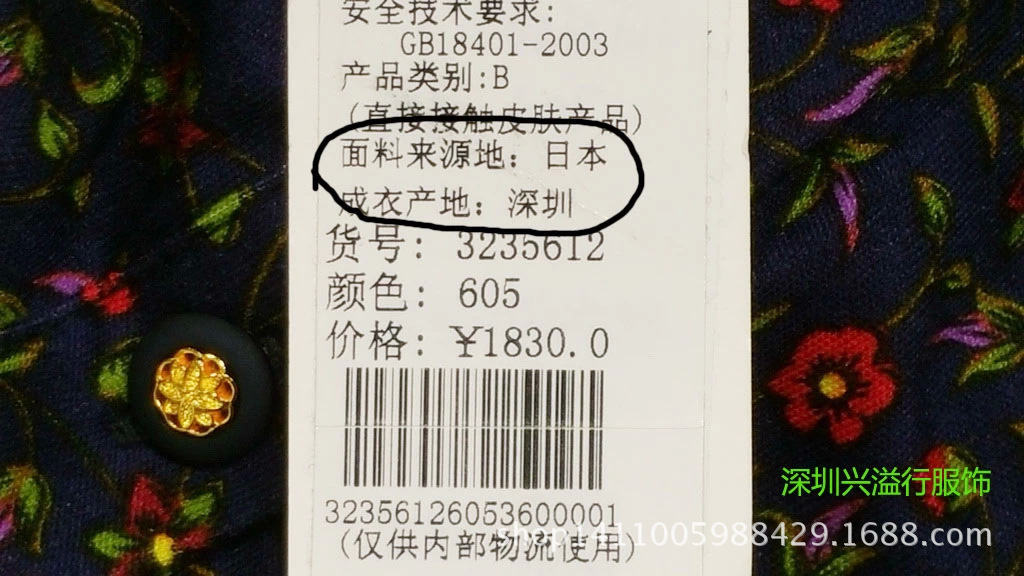 安全技术要求:
GB18401-2003
产品类别:B
(直接接触皮肤产品)
面料来源地: 日本
成衣产地: 深圳
货号: 3235612
颜色: 605
价格: ¥1830.0
32356126053600001
(仅供内部物流使用)
深圳兴溢行服饰
shop1411005988429.1688.com